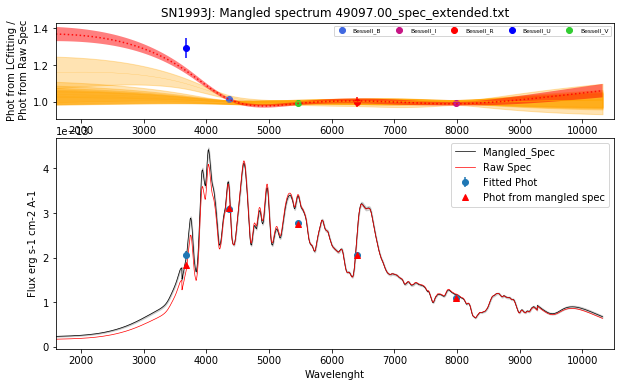 SN1993J: Mangled spectrum 49097.00_spec_extended.txt
Phot from LCfitting /
Phot from Raw Spec
1.4
1.2
1.0
Bessell_B Bessell_I Bessell_R Bessell_U Bessell_V
2000 3000 4000 5000 6000 7000 8000 9000 10000
Flux erg s-1 cm-2 A-1
4
3
2
1
0
Mangled_Spec
Raw Spec
Fitted Phot
Phot from mangled spec
2000 3000 4000 5000 6000 7000 8000 9000 10000
Wavelenght